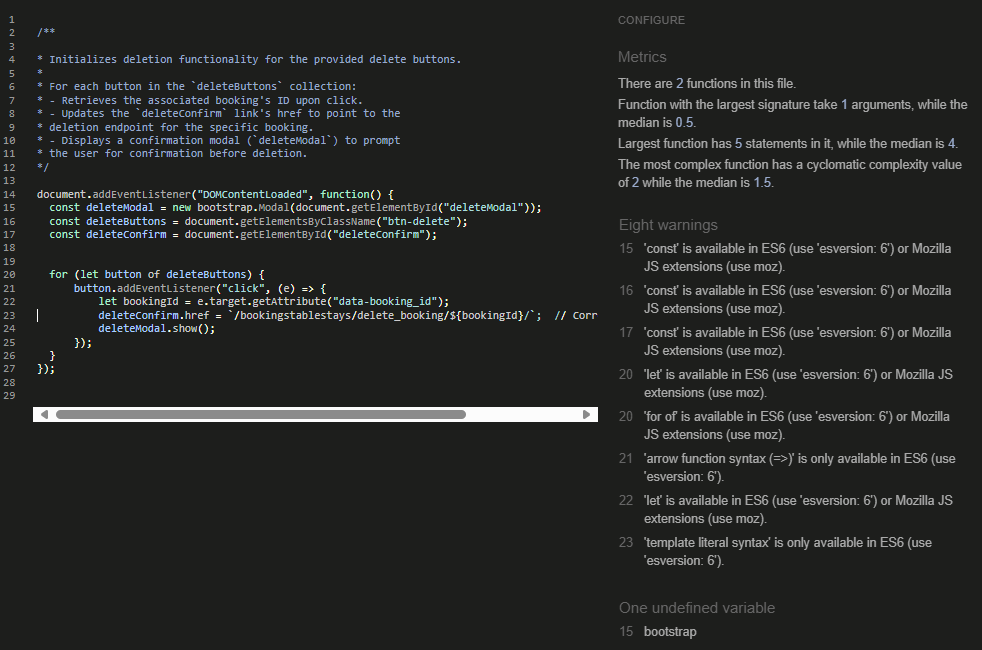 1
2 /**
3
4 * Initializes deletion functionality for the provided delete buttons.
5 *
6 * For each button in the `deleteButtons` collection:
7 * - Retrieves the associated booking's ID upon click.
8 * - Updates the `deleteConfirm` link's href to point to the
9 * deletion endpoint for the specific booking.
10 * - Displays a confirmation modal (`deleteModal`) to prompt
11 * the user for confirmation before deletion.
12 */
13
14 document.addEventListener("DOMContentLoaded", function() {
15   const deleteModal = new bootstrap.Modal(document.getElementById("deleteModal"));
16   const deleteButtons = document.getElementsByClassName("btn-delete");
17   const deleteConfirm = document.getElementById("deleteConfirm");
18
19
20   for (let button of deleteButtons) {
21       button.addEventListener("click", (e) => {
22           let bookingId = e.target.getAttribute("data-booking_id");
23           deleteConfirm.href = `/bookingstablestays/delete_booking/${bookingId}/`;  // Corr
24           deleteModal.show();
25       });
26   }
27 });
28
29
CONFIGURE
Metrics
There are 2 functions in this file.
Function with the largest signature take 1 arguments, while the
median is 0.5.
Largest function has 5 statements in it, while the median is 4.
The most complex function has a cyclomatic complexity value
of 2 while the median is 1.5.
Eight warnings
15 'const' is available in ES6 (use 'esversion: 6') or Mozilla
JS extensions (use moz).
16 'const' is available in ES6 (use 'esversion: 6') or Mozilla
JS extensions (use moz).
17 'const' is available in ES6 (use 'esversion: 6') or Mozilla
JS extensions (use moz).
20 'let' is available in ES6 (use 'esversion: 6') or Mozilla JS
extensions (use moz).
20 'for of' is available in ES6 (use 'esversion: 6') or Mozilla
JS extensions (use moz).
21 'arrow function syntax (=>)' is only available in ES6 (use
'esversion: 6').
22 'let' is available in ES6 (use 'esversion: 6') or Mozilla JS
extensions (use moz).
23 'template literal syntax' is only available in ES6 (use
'esversion: 6').
One undefined variable
15 bootstrap